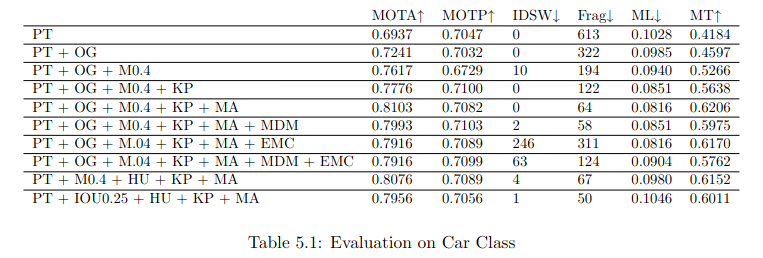 MOTA↑ MOTP↑ IDSW↓ Frag↓ ML↓ MT↑
PT 0.6937 0.7047 0 613 0.1028 0.4184
PT + OG 0.7241 0.7032 0 322 0.0985 0.4597
PT + OG + M0.4 0.7617 0.6729 10 194 0.0940 0.5266
PT + OG + M0.4 + KP 0.7776 0.7100 0 122 0.0851 0.5638
PT + OG + M0.4 + KP + MA 0.8103 0.7082 0 64 0.0816 0.6206
PT + OG + M0.4 + KP + MA + MDM 0.7993 0.7103 2 58 0.0851 0.5975
PT + OG + M.04 + KP + MA + EMC 0.7916 0.7089 246 311 0.0816 0.6170
PT + OG + M.04 + KP + MA + MDM + EMC 0.7916 0.7099 63 124 0.0904 0.5762
PT + M0.4 + HU + KP + MA 0.8076 0.7089 4 67 0.0980 0.6152
PT + IOU0.25 + HU + KP + MA 0.7956 0.7056 1 50 0.1046 0.6011
Table 5.1: Evaluation on Car Class